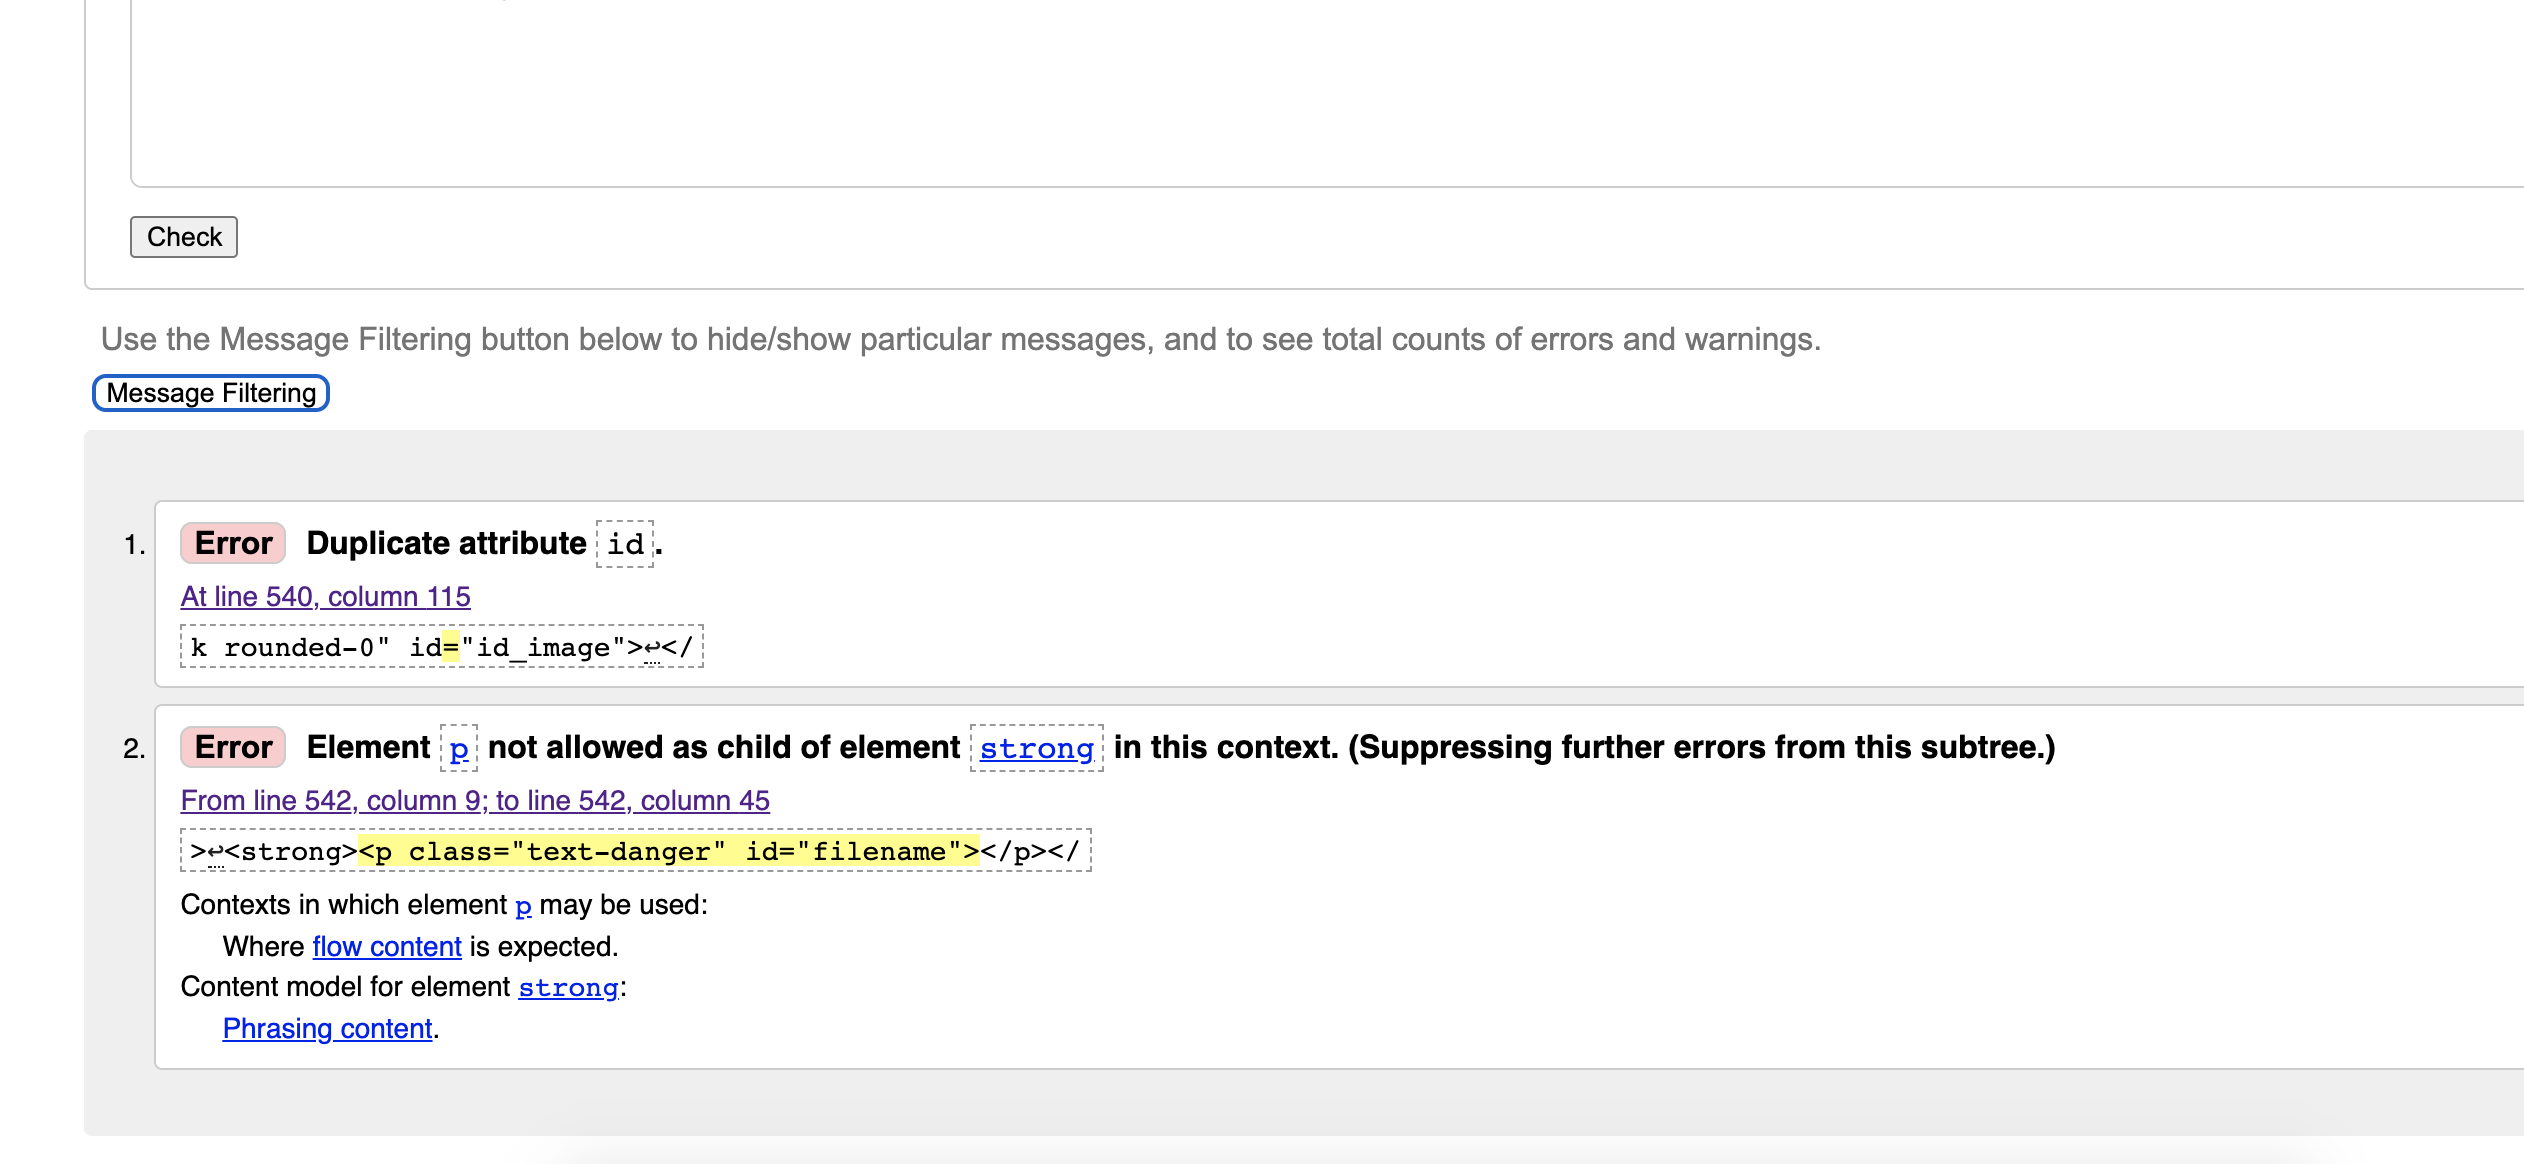 Check
Use the Message Filtering button below to hide/show particular messages, and to see total counts of errors and warnings.
Message Filtering
1. Error Duplicate attribute id.
At line 540, column 115
k rounded-0" id="id_image">↩</
2. Error Element p not allowed as child of element strong in this context. (Suppressing further errors from this subtree.)
From line 542, column 9; to line 542, column 45
>↩<strong><p class="text-danger" id="filename"></p></
Contexts in which element p may be used:
Where flow content is expected.
Content model for element strong:
Phrasing content.